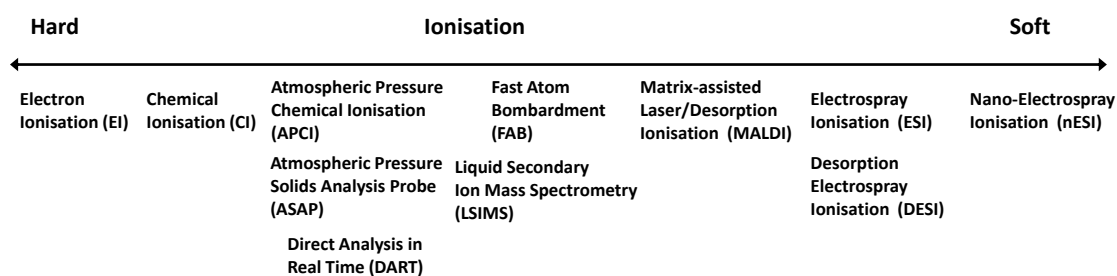 Hard
Ionisation
Soft
Electron
Ionisation (EI)
Chemical
Ionisation (CI)
Atmospheric Pressure
Chemical Ionisation
(APCI)
Fast Atom
Bombardment
(FAB)
Matrix-assisted
Laser/Desorption
Ionisation (MALDI)
Electrospray
Ionisation (ESI)
Nano-Electrospray
Ionisation (nESI)
Atmospheric Pressure
Solids Analysis Probe
(ASAP)
Liquid Secondary
Ion Mass Spectrometry
(LSIMS)
Desorption
Electrospray
Ionisation (DESI)
Direct Analysis in
Real Time (DART)